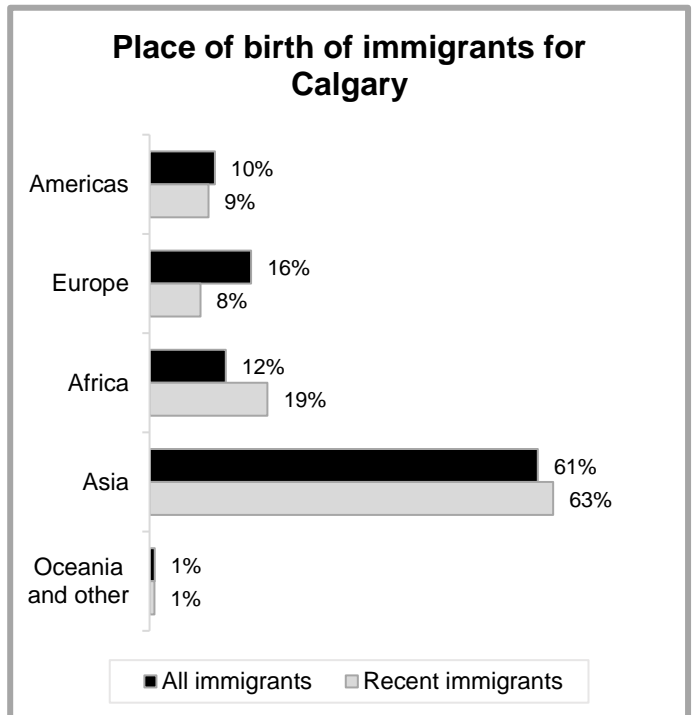 Place of birth of immigrants for
Calgary
Americas
10%
9%
Europe
16%
8%
Africa
12%
19%
Asia
61%
63%
Oceania
and other
1%
1%
All immigrants Recent immigrants